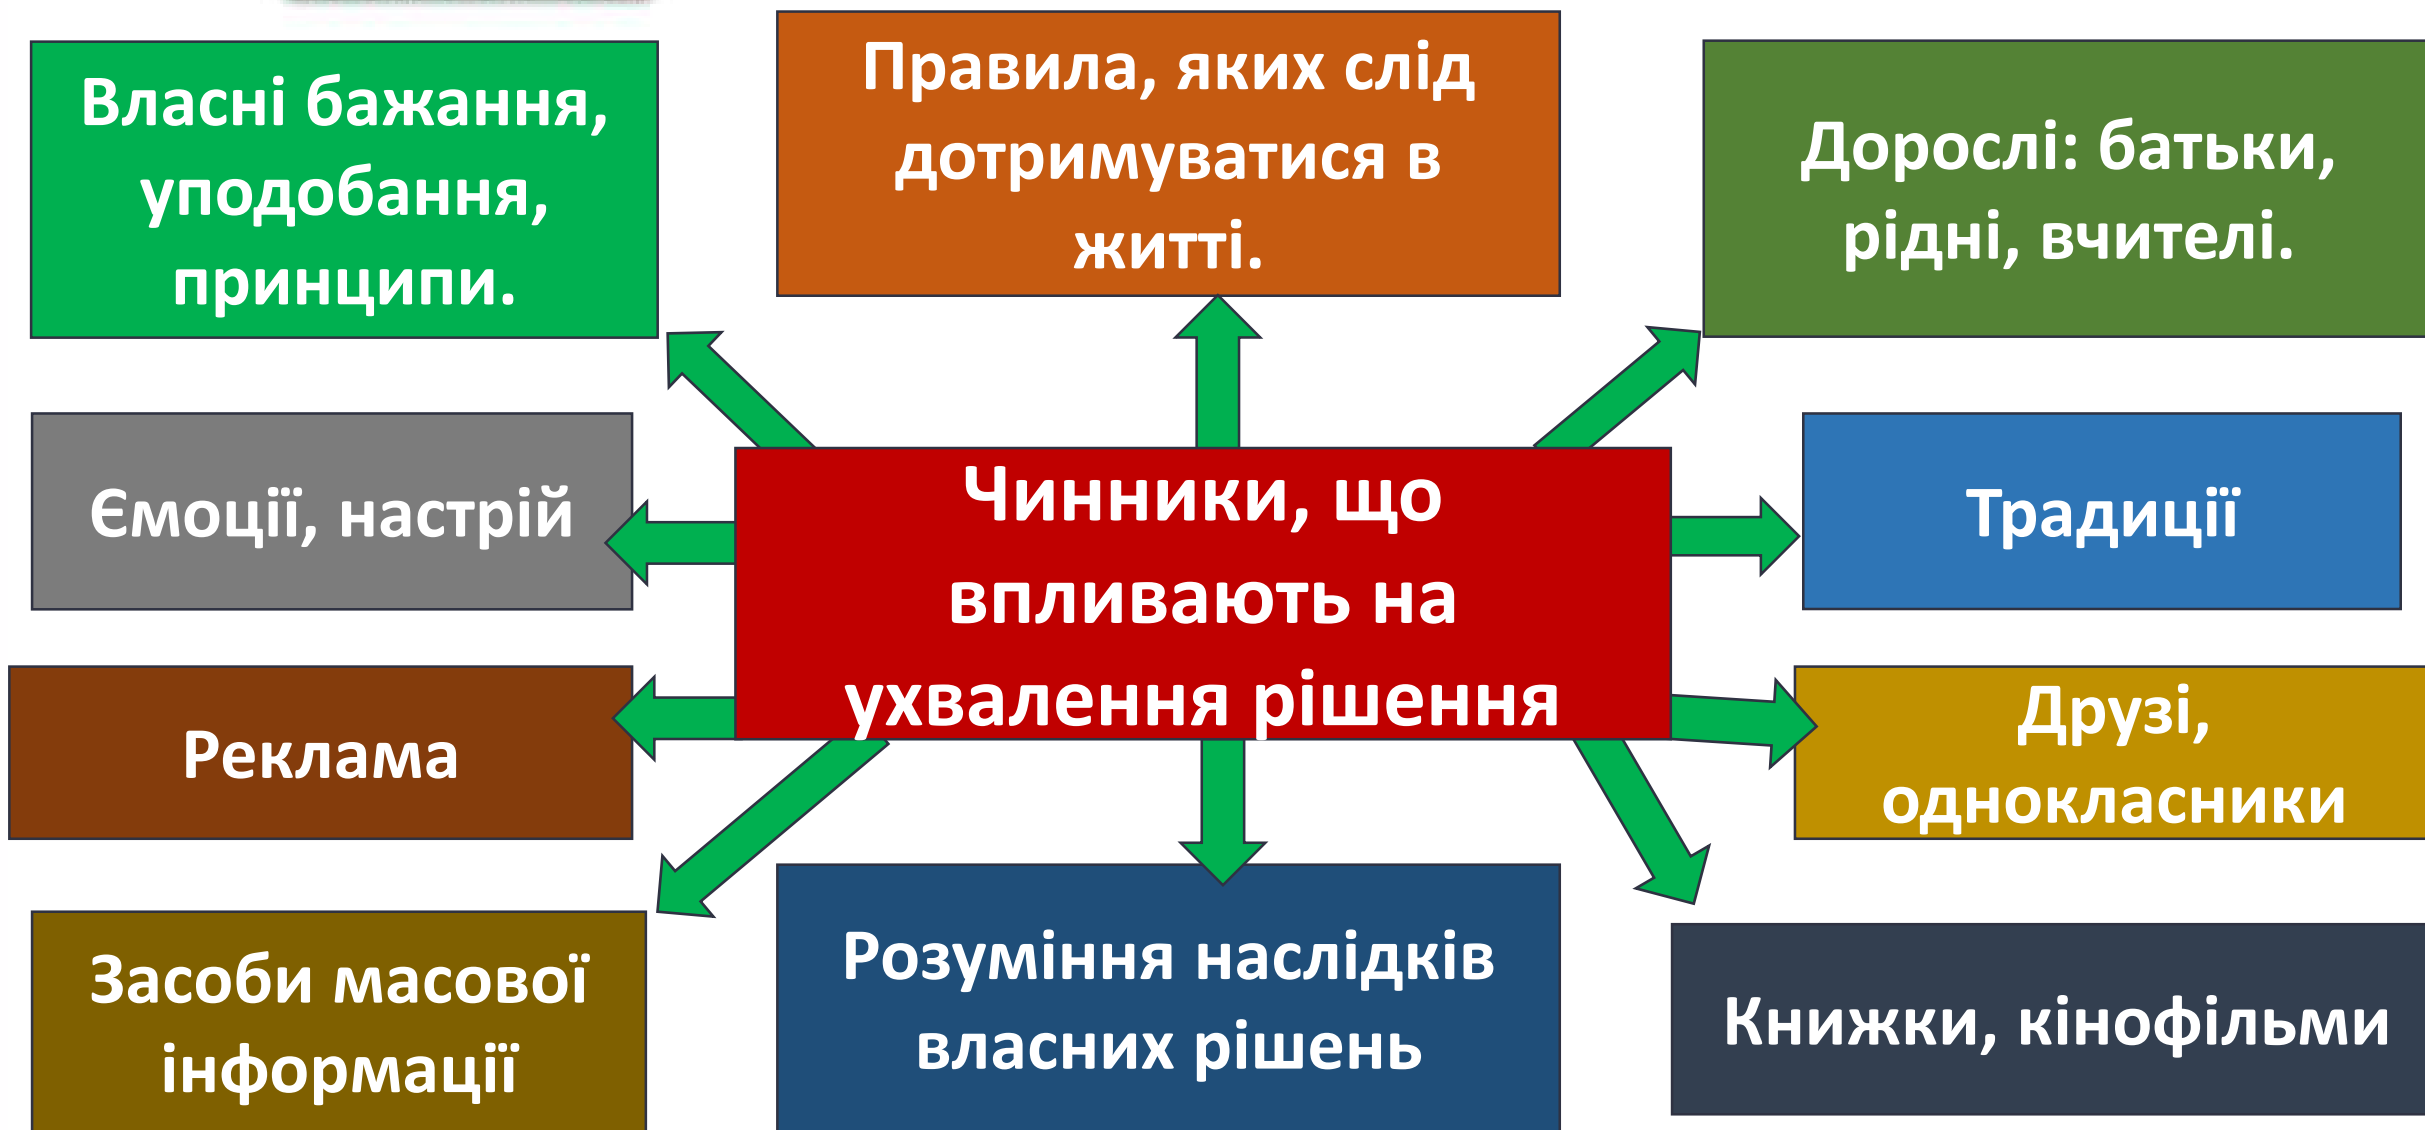 Власні бажання,
уподобання,
принципи.
Правила, яких слід
дотримуватися в
житті.
Дорослі: батьки,
рідні, вчителі.
Ємоції, настрій
Чинники, що
впливають на
ухвалення рішення
Традиції
Реклама
Друзі,
однокласники
Засоби масової
інформації
Розуміння наслідків
власних рішень
Книжки, кінофільми